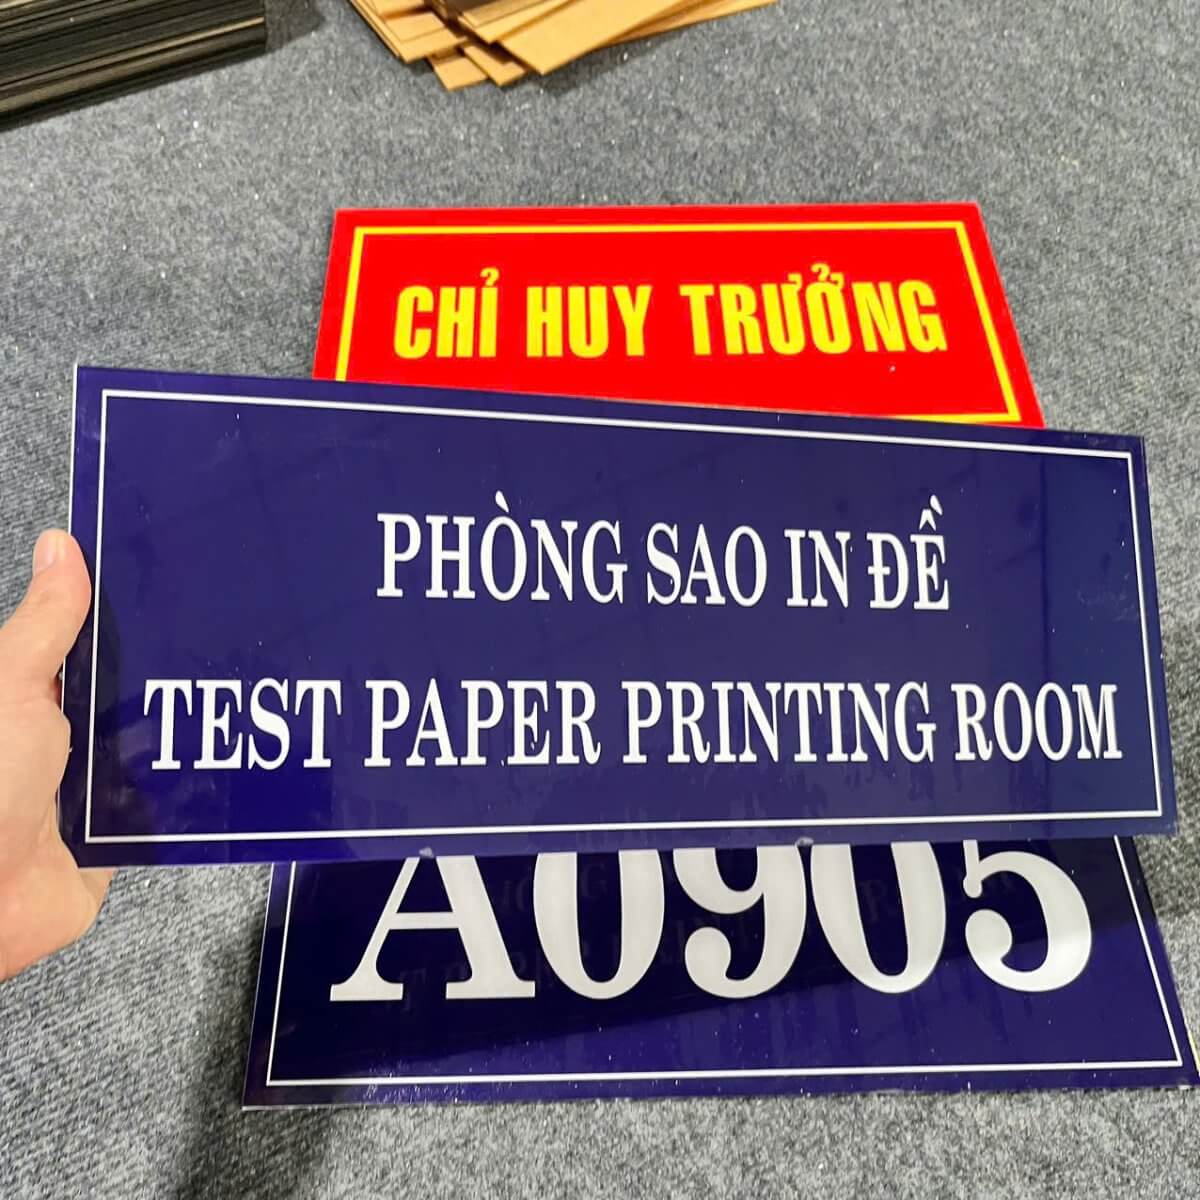 CHỈ HUY TRƯỞNG
PHÒNG SAO IN ĐỀ
TEST PAPER PRINTING ROOM
A0905